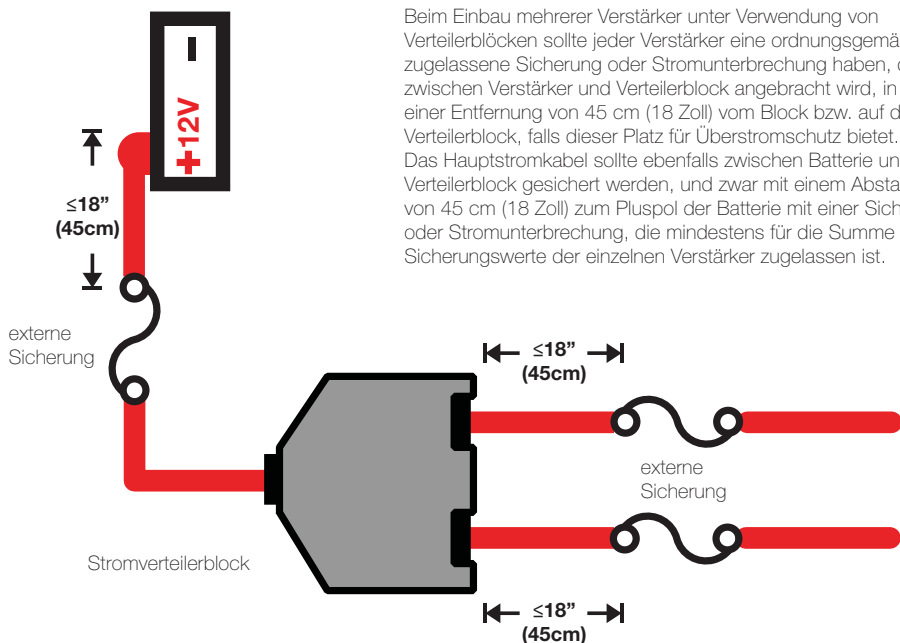 Beim Einbau mehrerer Verstärker unter Verwendung von
Verteilerblöcken sollte jeder Verstärker eine ordnungsgemä
zugelassene Sicherung oder Stromunterbrechung haben,
zwischen Verstärker und Verteilerblock angebracht wird, in
einer Entfernung von 45 cm (18 Zoll) vom Block bzw. auf d
Verteilerblock, falls dieser Platz für Überstromschutz bietet.
Das Hauptstromkabel sollte ebenfalls zwischen Batterie un
Verteilerblock gesichert werden, und zwar mit einem Absta
von 45 cm (18 Zoll) zum Pluspol der Batterie mit einer Sich
oder Stromunterbrechung, die mindestens für die Summe
Sicherungswerte der einzelnen Verstärker zugelassen ist.
–
+12V
≤18”
(45cm)
externe
Sicherung
≤18”
(45cm)
externe
Sicherung
Stromverteilerblock
≤18”
(45cm)